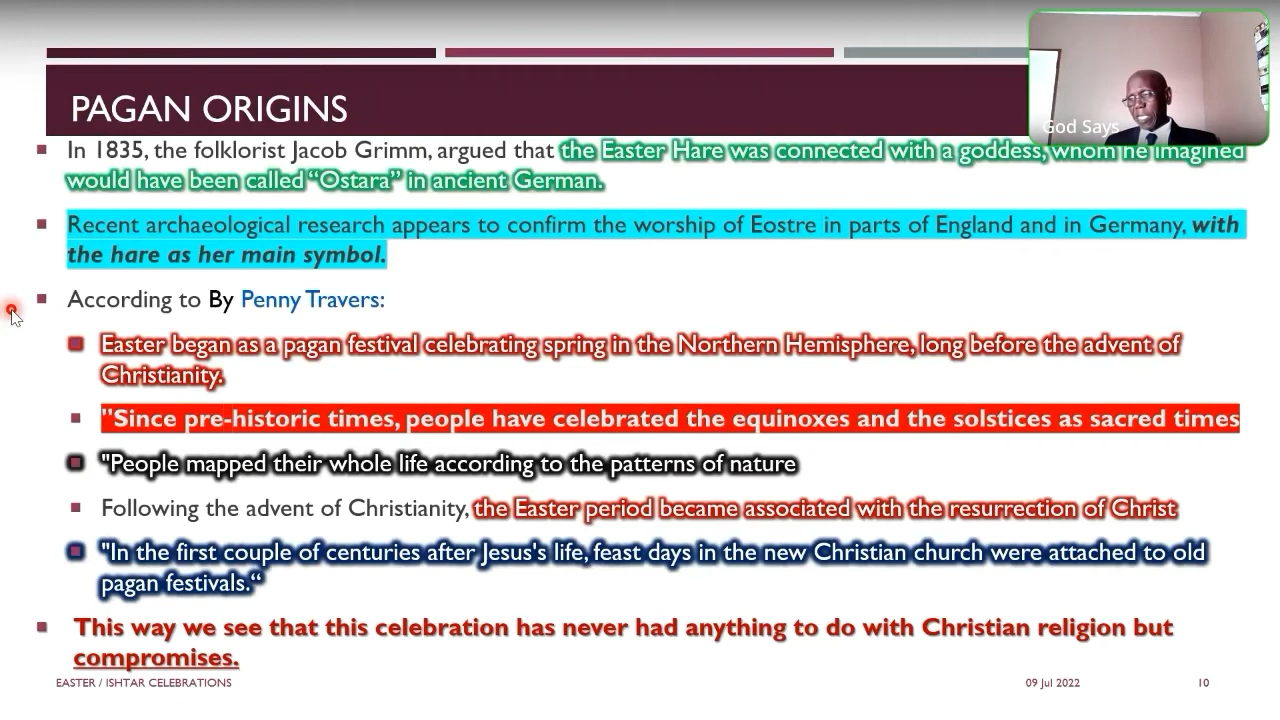 PAGAN ORIGINS
God Says
In 1835, the folklorist Jacob Grimm, argued that the Easter Hare was connected with a goddess, whom he imagined
would have been called “Ostara” in ancient German.
Recent archaeological research appears to confirm the worship of Eostre in parts of England and in Germany, with
the hare as her main symbol.
According to By Penny Travers:
Easter began as a pagan festival celebrating spring in the Northern Hemisphere, long before the advent of
Christianity.
"Since pre-historic times, people have celebrated the equinoxes and the solstices as sacred times
"People mapped their whole life according to the patterns of nature
Following the advent of Christianity, the Easter period became associated with the resurrection of Christ
"In the first couple of centuries after Jesus's life, feast days in the new Christian church were attached to old
pagan festivals.“
This way we see that this celebration has never had anything to do with Christian religion but
compromises.
EASTER / ISHTAR CELEBRATIONS
09 Jul 2022
10